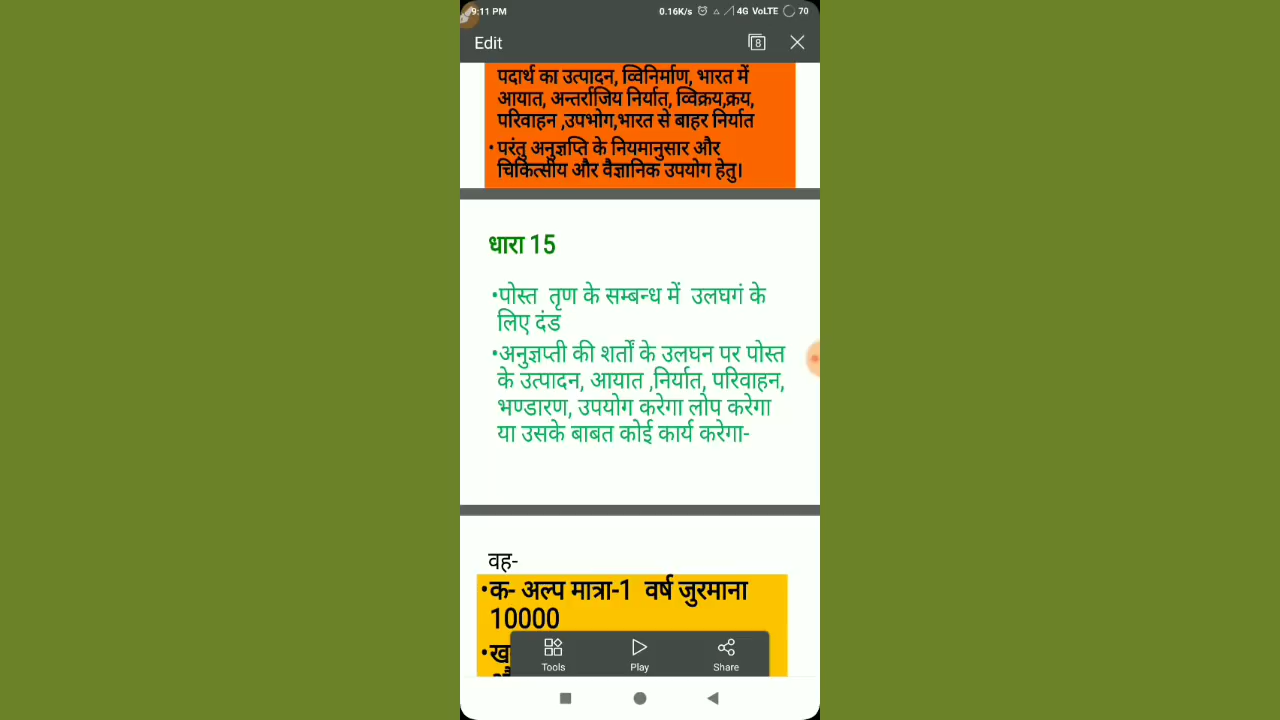 9:11 PM 0.16K/s 4G VoLTE 70
Edit 8
पदार्थ का उत्पादन, व्विनिर्माण, भारत में
आयात, अन्तर्राजिय निर्यात, व्विक्रय,क्रय,
परिवाहन ,उपभोग,भारत से बाहर निर्यात
• परंतु अनुज्ञप्ति के नियमानुसार और
चिकित्सीय और वैज्ञानिक उपयोग हेतु।
धारा 15
•पोस्त तृण के सम्बन्ध में उलघगं के
लिए दंड
•अनुज्ञप्ती की शर्तों के उलघन पर पोस्त
के उत्पादन, आयात ,निर्यात, परिवाहन,
भण्डारण, उपयोग करेगा लोप करेगा
या उसके बाबत कोई कार्य करेगा-
वह-
•क- अल्प मात्रा-1 वर्ष जुरमाना
10000
•ख
Tools Play Share